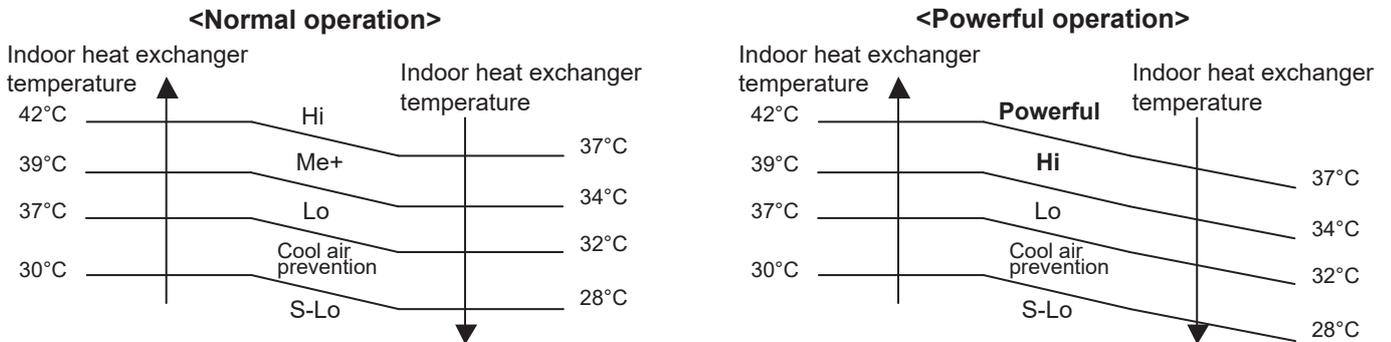 <Normal operation>
Indoor heat exchanger
temperature
Indoor heat exchanger
temperature
42°C
Hi
37°C
39°C
Me+
34°C
37°C
Lo
32°C
Cool air
prevention
30°C
28°C
S-Lo
<Powerful operation>
Indoor heat exchanger
temperature
Indoor heat exchanger
temperature
42°C
Powerful
37°C
39°C
Hi
34°C
37°C
Lo
32°C
Cool air
prevention
30°C
28°C
S-Lo